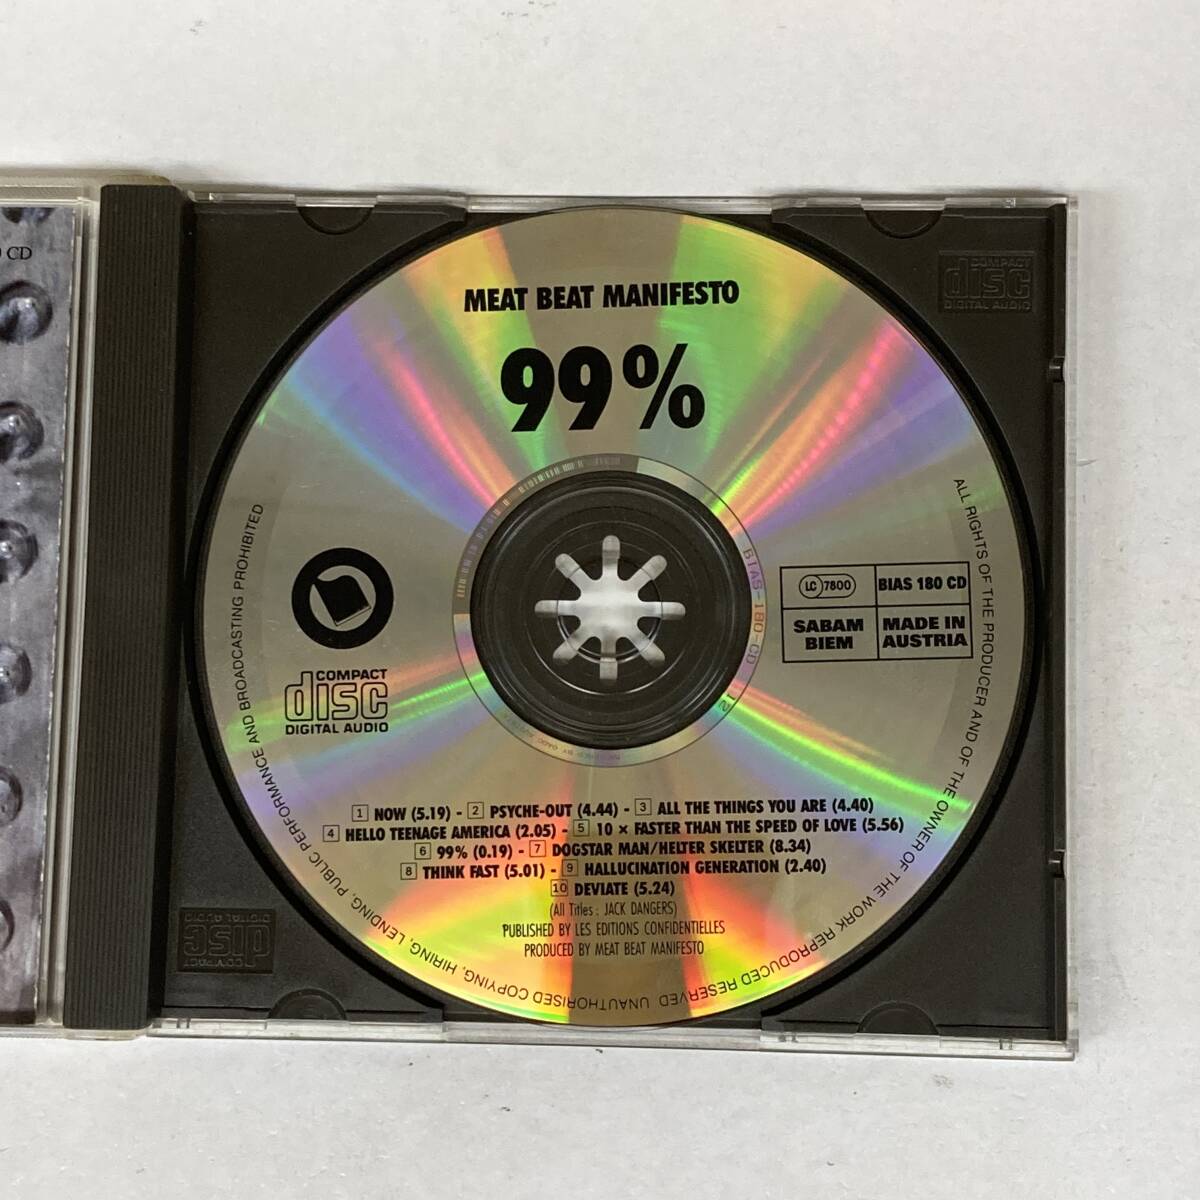 CD
MEAT BEAT MANIFESTO
99%
COMPACT
disc
DIGITAL AUDIO
COMPACT
disc
DIGITAL AUDIO
LC 7800
BIAS 180 CD
SABAM
BIEM
MADE IN
AUSTRIA
BIAS-180-CD
12
1 NOW (5.19) - 2 PSYCHE-OUT (4.44) - 3 ALL THE THINGS YOU ARE (4.40)
4 HELLO TEENAGE AMERICA (2.05) - 5 10 × FASTER THAN THE SPEED OF LOVE (5.56)
6 99% (0.19) - 7 DOGSTAR MAN/HELTER SKELTER (8.34)
8 THINK FAST (5.01) - 9 HALLUCINATION GENERATION (2.40)
10 DEVIATE (5.24)
(All Titles : JACK DANGERS)
PUBLISHED BY LES EDITIONS CONFIDENTIELLES
PRODUCED BY MEAT BEAT MANIFESTO
ALL RIGHTS OF THE PRODUCER AND OF THE OWNER OF THE WORK REPRODUCED RESERVED UNAUTHORISED COPYING, HIRING, LENDING, PUBLIC PERFORMANCE AND BROADCASTING PROHIBITED
COMPACT
disc
DIGITAL AUDIO